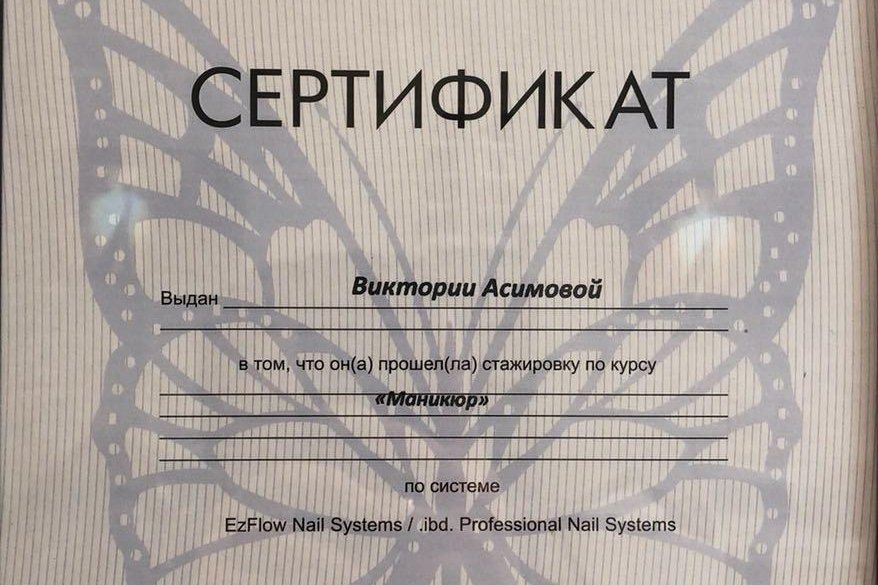 СЕРТИФИКАТ
Выдан Виктории Асимовой
в том, что он(а) прошел(ла) стажировку по курсу
«Маникюр»
по системе
EzFlow Nail Systems / .ibd. Professional Nail Systems